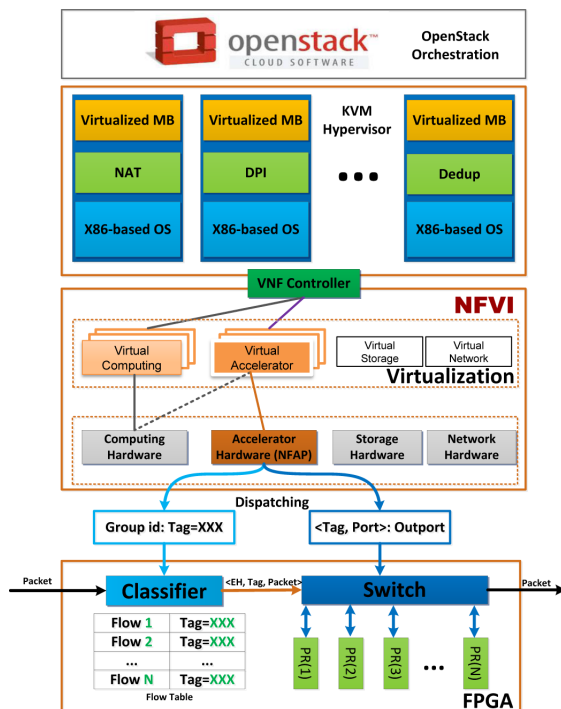 openstack™
CLOUD SOFTWARE
OpenStack
Orchestration
Virtualized MB
Virtualized MB
KVM
Hypervisor
Virtualized MB
NAT
DPI
•••
Dedup
X86-based OS
X86-based OS
X86-based OS
VNF Controller
NFVI
Virtual
Computing
Virtual
Accelerator
Virtual
Storage
Virtual
Network
Virtualization
Computing
Hardware
Accelerator
Hardware (NFAP)
Storage
Hardware
Network
Hardware
Dispatching
Group id: Tag=XXX
<Tag, Port>: Outport
Packet
Classifier
<EH, Tag, Packet>
Switch
Packet
Flow 1 Tag=XXX
Flow 2 Tag=XXX
... ...
Flow N Tag=XXX
Flow Table
PR(1)
PR(2)
PR(3)
•••
PR(N)
FPGA